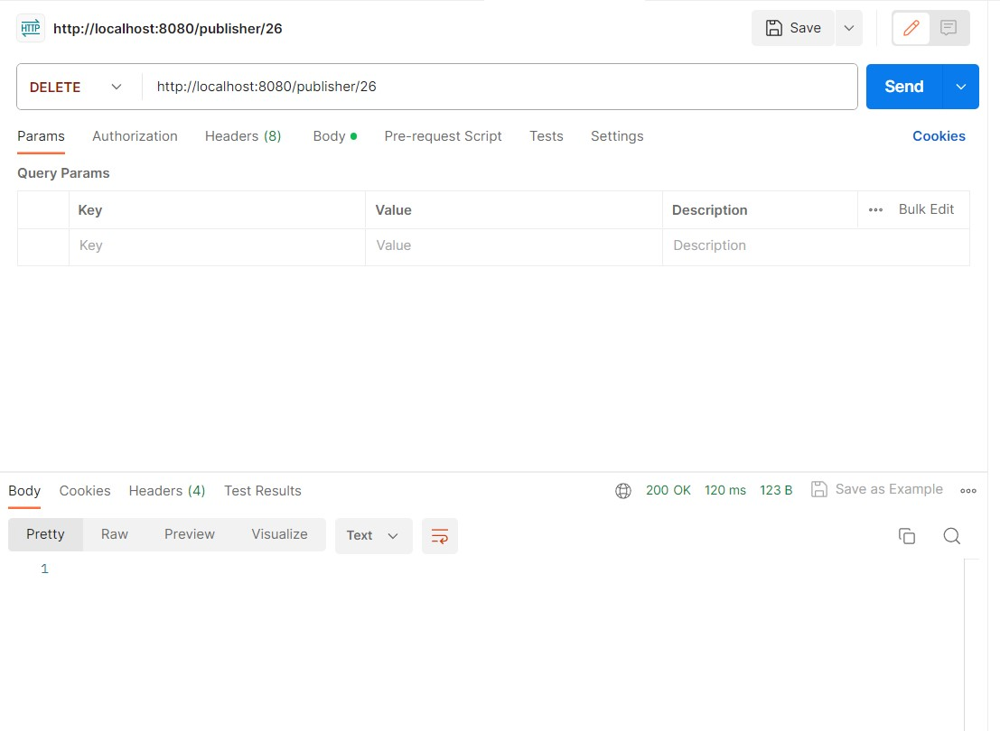 HTTP http://localhost:8080/publisher/26 Save
DELETE http://localhost:8080/publisher/26 Send
Params Authorization Headers (8) Body Pre-request Script Tests Settings Cookies
Query Params
Key Value Description Bulk Edit
Key Value Description
Body Cookies Headers (4) Test Results 200 OK 120 ms 123 B Save as Example
Pretty Raw Preview Visualize Text
1